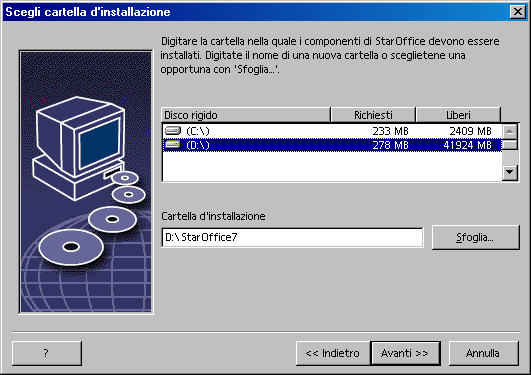 Scegli cartella d'installazione
Digitare la cartella nella quale i componenti di StarOffice devono essere
installati. Digitate il nome di una nuova cartella o sceglietene una
opportuna con 'Sfoglia...'.
Disco rigido Richiesti Liberi
(C:\) 233 MB 2409 MB
(D:\) 278 MB 41924 MB
Cartella d'installazione
D:\StarOffice7 Sfoglia...
? << Indietro Avanti >> Annulla